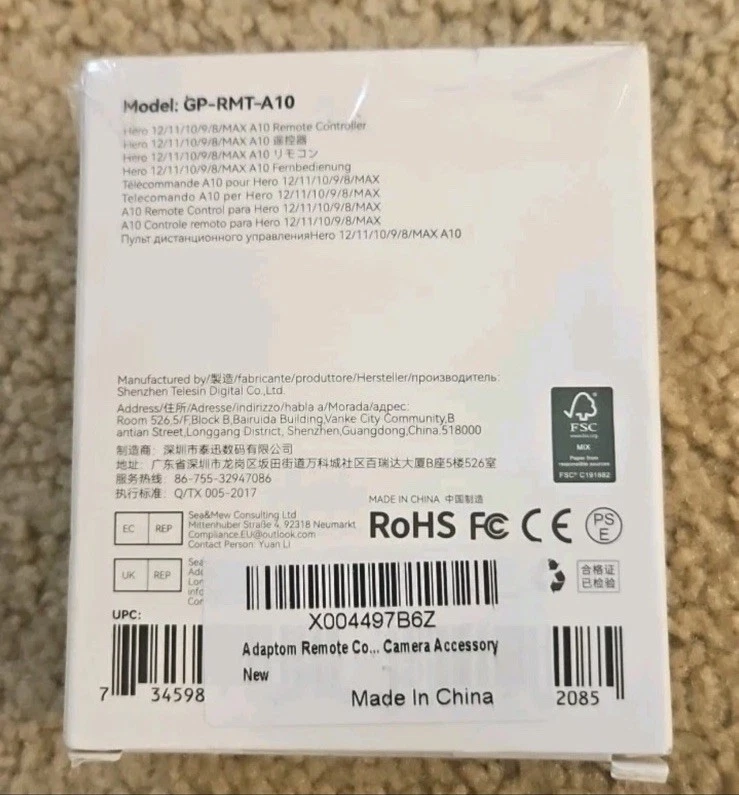 Model: GP-RMT-A10
Hero 12/11/10/9/8/MAX A10 Remote Controller
Hero 12/11/10/9/8/MAX A10 遥控器
Hero 12/11/10/9/8/MAX A10 リモコン
Hero 12/11/10/9/8/MAX A10 Fernbedienung
Télécommande A10 pour Hero 12/11/10/9/8/MAX
Telecomando A10 per Hero 12/11/10/9/8/MAX
A10 Remote Control para Hero 12/11/10/9/8/MAX
A10 Controle remoto para Hero 12/11/10/9/8/MAX
Пульт дистанционного управленияHero 12/11/10/9/8/MAX A10
Manufactured by/製造/fabricante/produttore/Hersteller/производитель:
Shenzhen Telesin Digital Co.,Ltd.
Address/住所/Adresse/indirizzo/habla a/Morada/адрес:
Room 526,5/F,Block B,Bairuida Building,Vanke City Community,B
antian Street,Longgang District, Shenzhen,Guangdong,China.518000
制造商: 深圳市泰迅数码有限公司
地址: 广东省深圳市龙岗区坂田街道万科城社区百瑞达大厦B座5楼526室
服务热线: 86-755-32947086
执行标准: Q/TX 005-2017
FSC
www.fsc.org
MIX
Paper from
responsible sources
FSC® C191682
MADE IN CHINA 中国制造
RoHS FC CE PS E
EC REP
Sea&Mew Consulting Ltd
Mittenhuber Straße 4, 92318 Neumarkt
Compliance.EU@outlook.com
Contact Person: Yuan Li
UK REP
Sea
Lon
info
合格证
已检验
UPC:
7 34598
2085
X004497B6Z
Adaptom Remote Co... Camera Accessory
New
Made In China